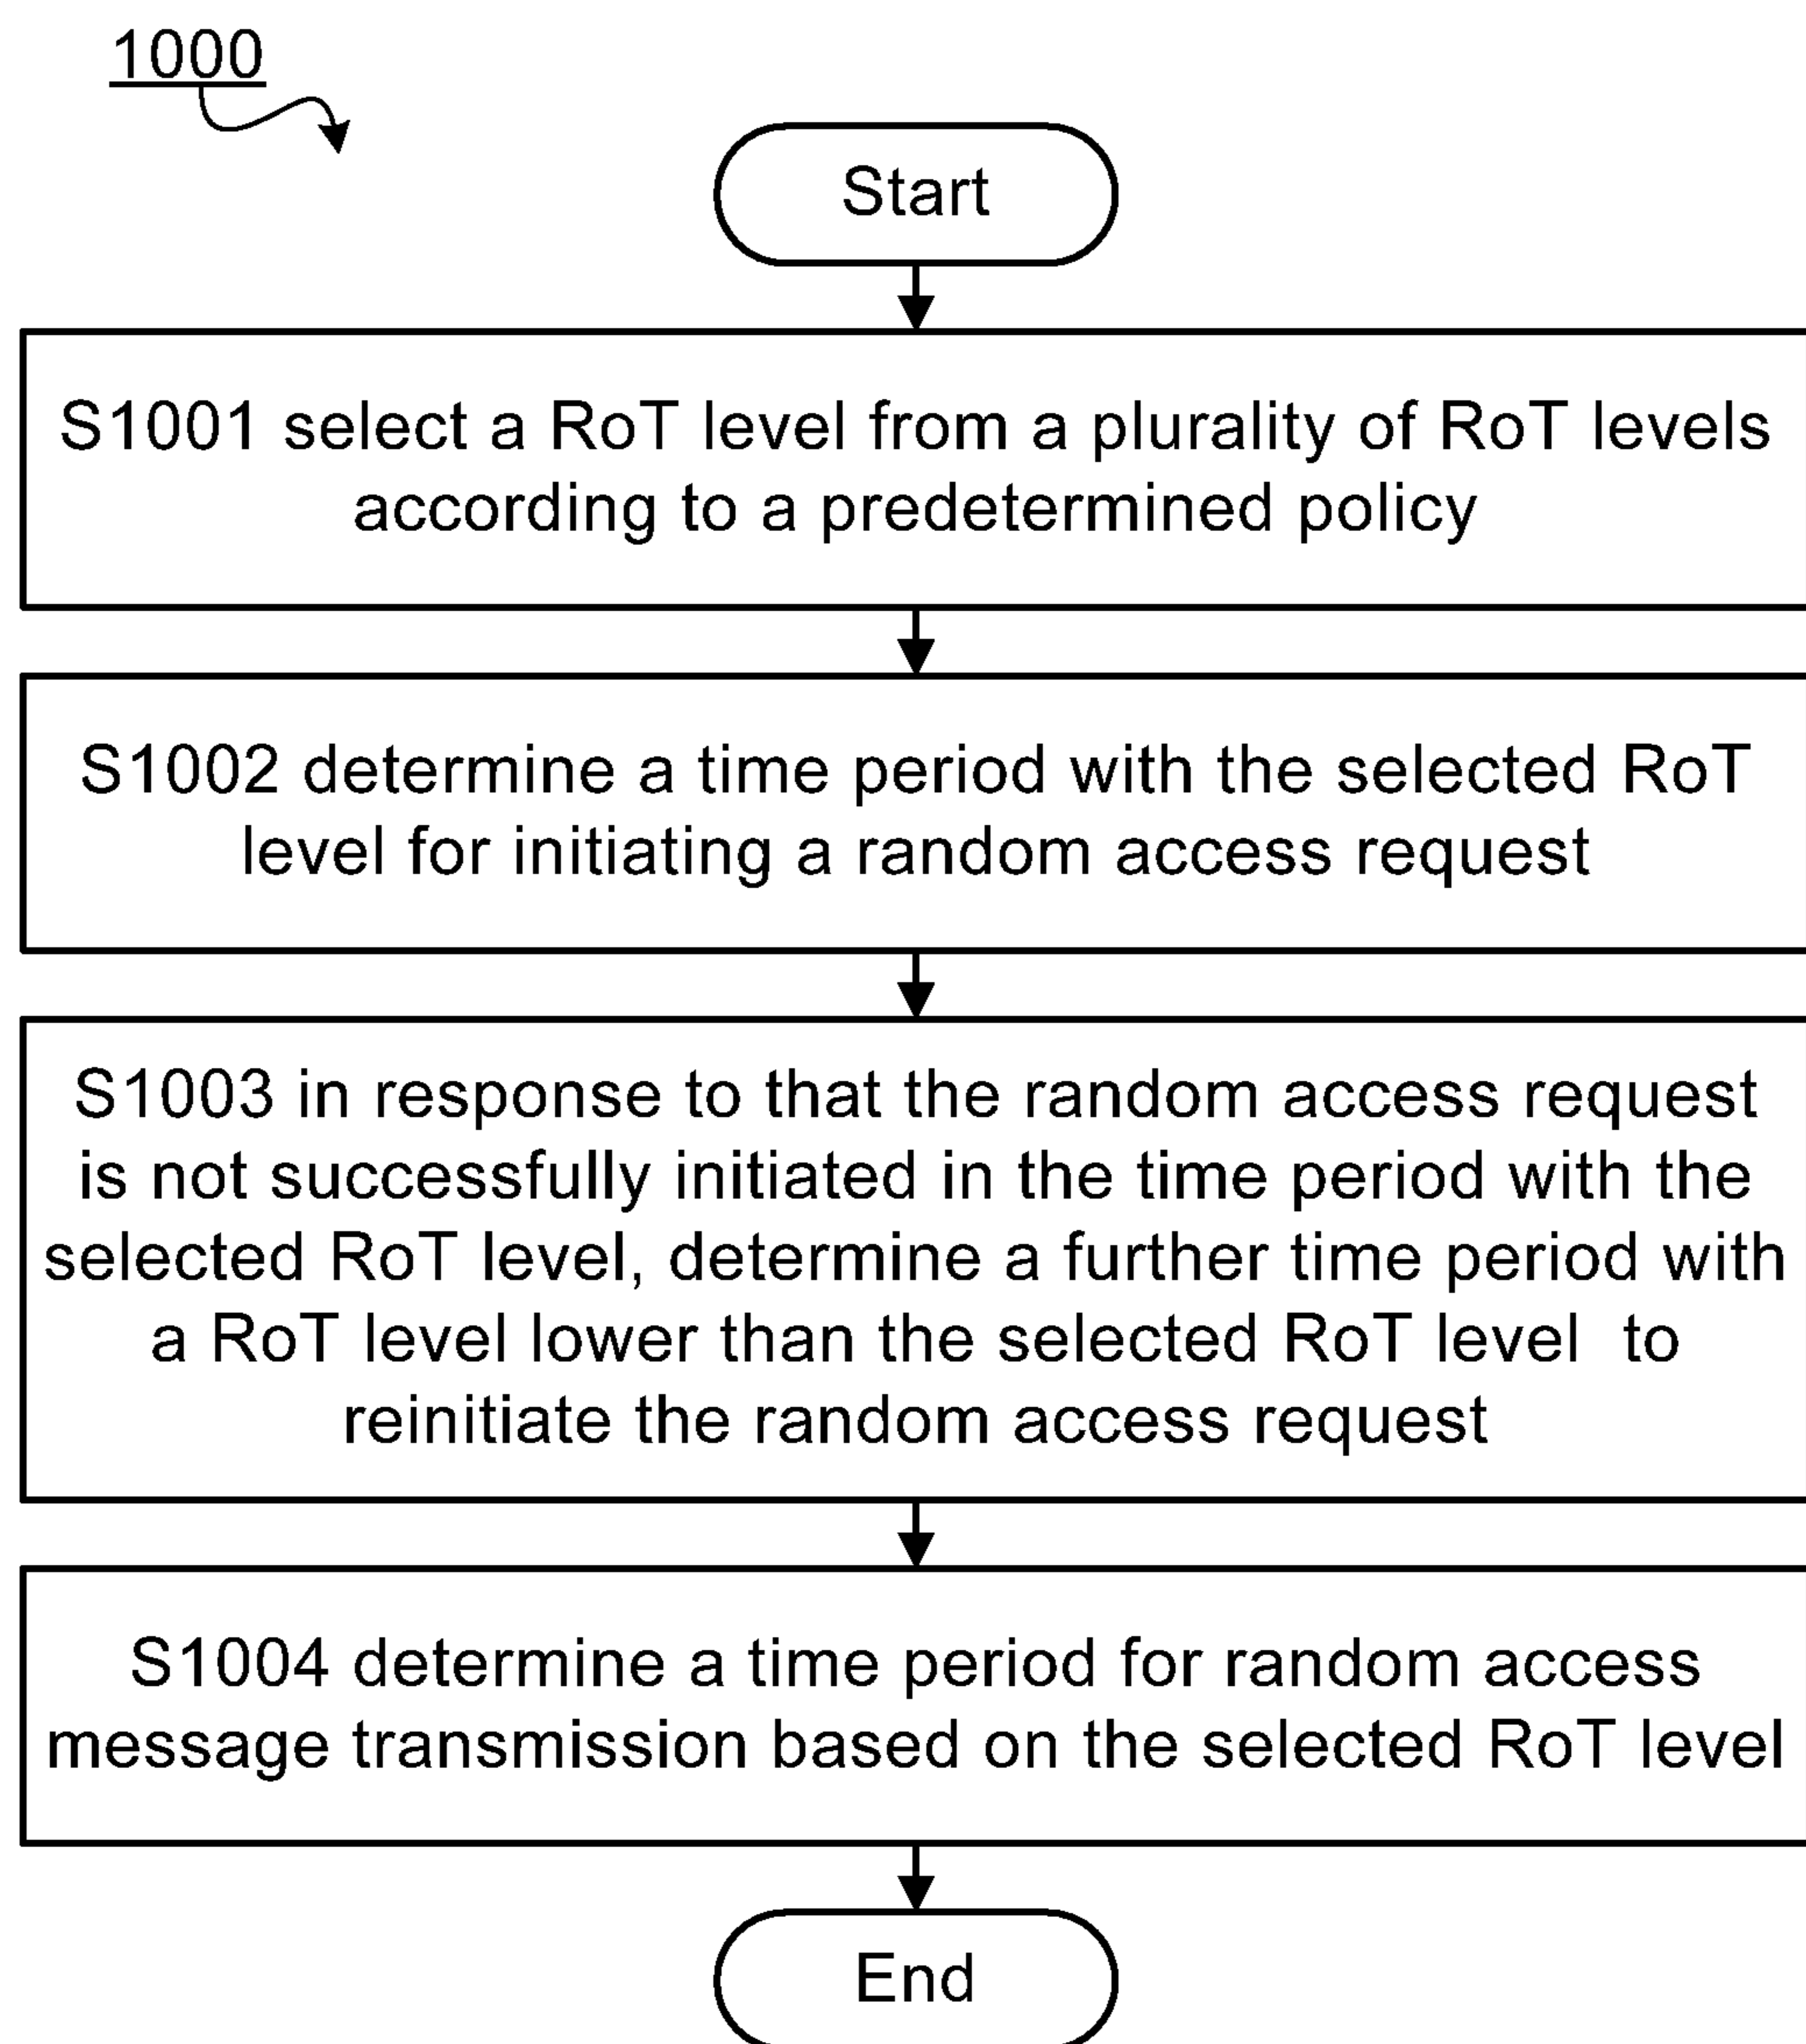 1000
Start
S1001 select a RoT level from a plurality of RoT levels
according to a predetermined policy
S1002 determine a time period with the selected RoT
level for initiating a random access request
S1003 in response to that the random access request
is not successfully initiated in the time period with the
selected RoT level, determine a further time period with
a RoT level lower than the selected RoT level to
reinitiate the random access request
S1004 determine a time period for random access
message transmission based on the selected RoT level
End